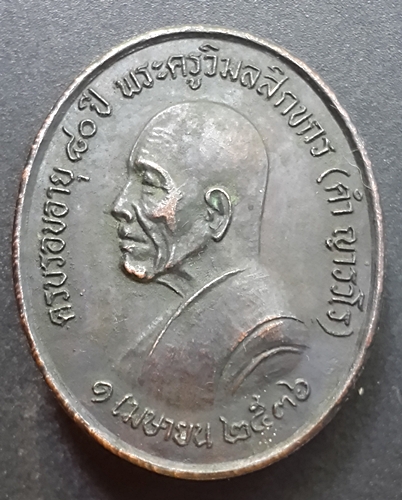 ครบรอบอายุ ๘๐ ปี พระครูวิมลสิกขกร (คำ ญาณวโร)
๑ เมษายน ๒๕๓๖